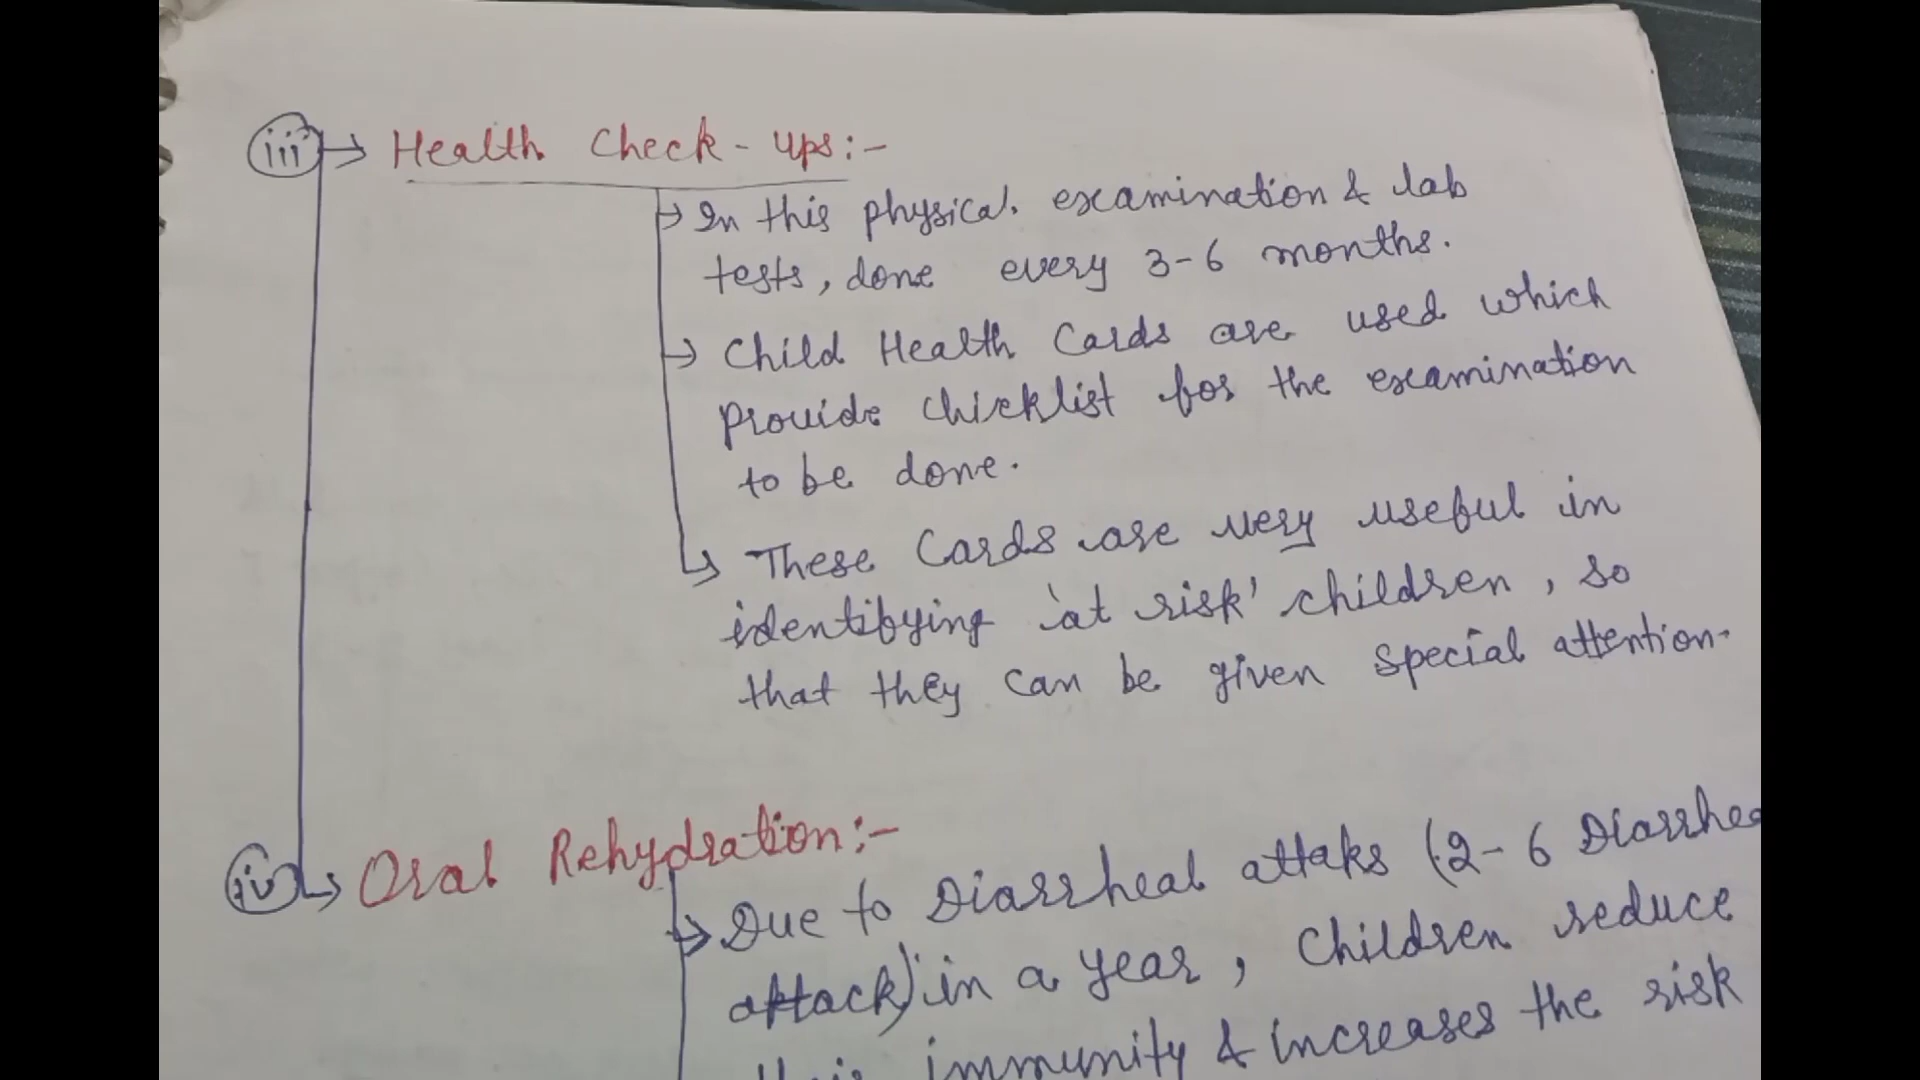 iii → Health Check-ups:-
→ In this physical. examination & lab
tests, done every 3-6 months.
→ Child Health Cards are used which
provide chicklist for the examination
to be done.
↳ These Cards are very useful in
identifying 'at risk' children, so
that they can be given special attention.
iv ↳ Oral Rehydration:-
→ Due to Diarrheal attaks (2-6 Diarrhea
attack) in a year, Children reduce
their immunity & increases the risk